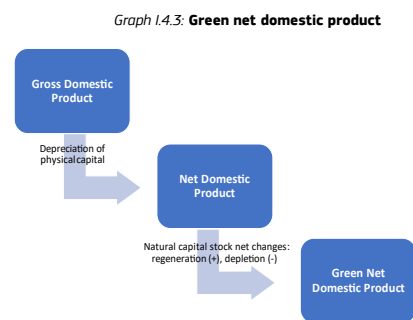 Graph I.4.3: Green net domestic product
Gross Domestic
Product
Depreciation of
physical capital
Net Domestic
Product
Natural capital stock net changes:
regeneration (+), depletion (-)
Green Net
Domestic Product